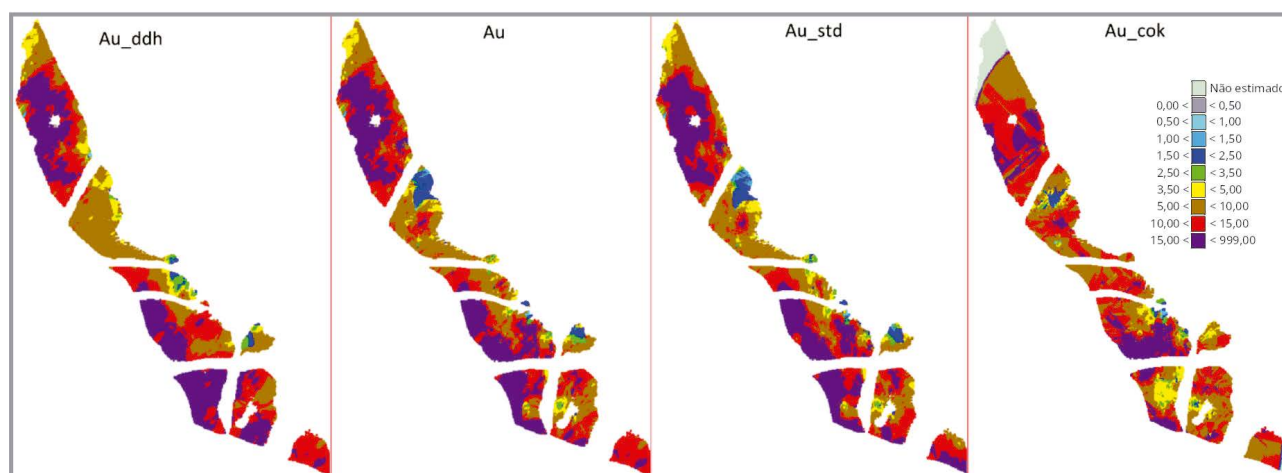 Au_ddh
Au
Au_std
Au_cok
Não estimado
0,00 < < 0,50
0,50 < < 1,00
1,00 < < 1,50
1,50 < < 2,50
2,50 < < 3,50
3,50 < < 5,00
5,00 < < 10,00
10,00 < < 15,00
15,00 < < 999,00